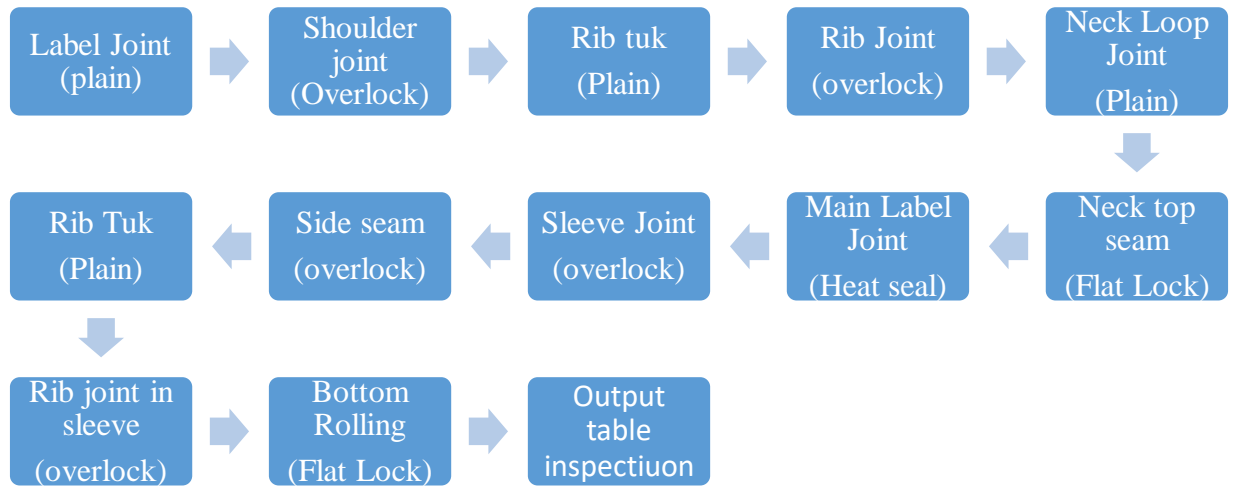 Label Joint
(plain)
Shoulder
joint
(Overlock)
Rib tuk
(Plain)
Rib Joint
(overlock)
Neck Loop
Joint
(Plain)
Neck top
seam
(Flat Lock)
Main Label
Joint
(Heat seal)
Sleeve Joint
(overlock)
Side seam
(overlock)
Rib Tuk
(Plain)
Rib joint in
sleeve
(overlock)
Bottom
Rolling
(Flat Lock)
Output
table
inspectiuon